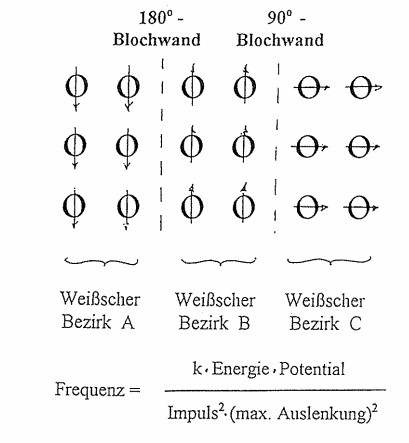 180° -        90° -
Blochwand    Blochwand
Weißscher Weißscher Weißscher
Bezirk A Bezirk B Bezirk C
k · Energie · Potential
Frequenz =
Impuls²·(max. Auslenkung)²